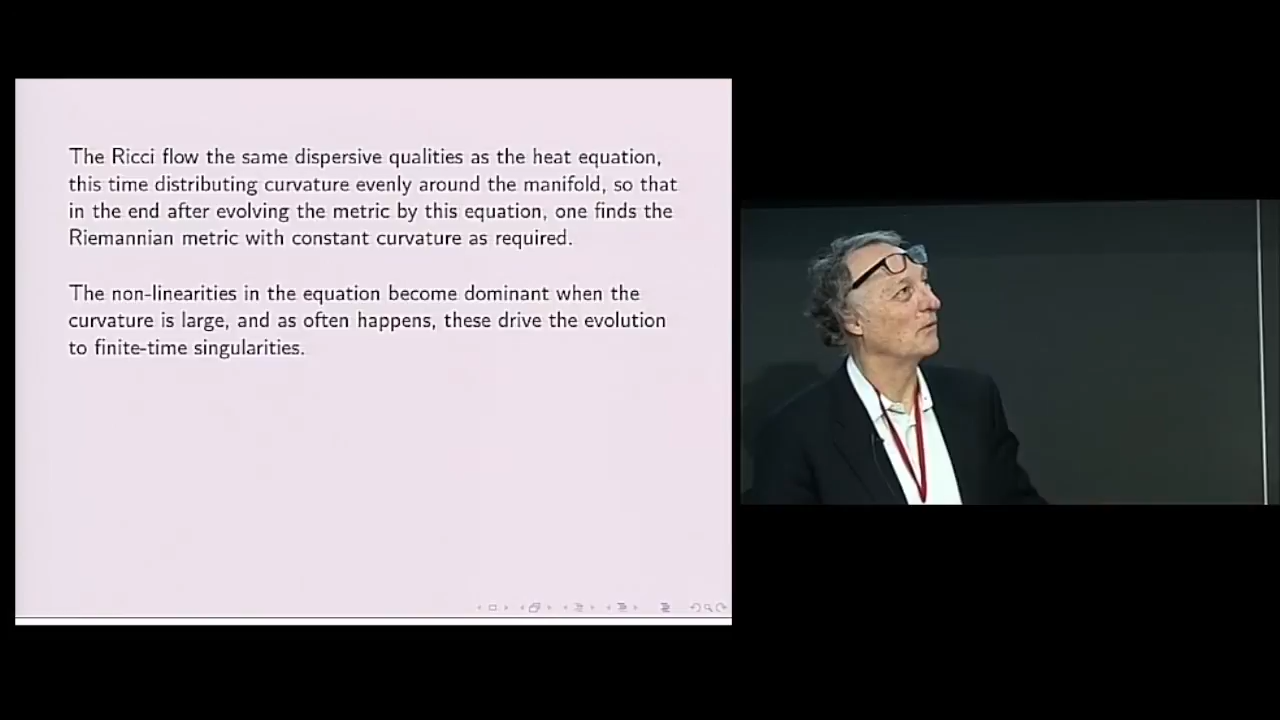 The Ricci flow the same dispersive qualities as the heat equation,
this time distributing curvature evenly around the manifold, so that
in the end after evolving the metric by this equation, one finds the
Riemannian metric with constant curvature as required.
The non-linearities in the equation become dominant when the
curvature is large, and as often happens, these drive the evolution
to finite-time singularities.